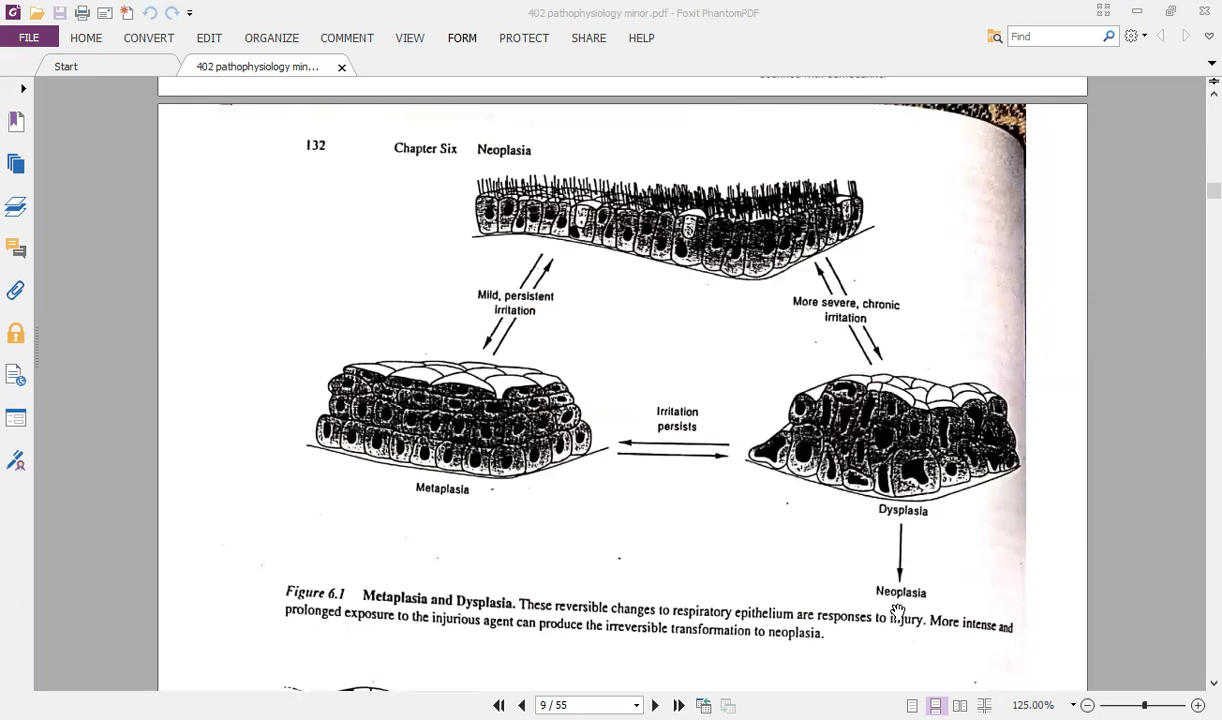 402 pathophysiology minor.pdf - Foxit PhantomPDF
FILE HOME CONVERT EDIT ORGANIZE COMMENT VIEW FORM PROTECT SHARE HELP
Find
Start
402 pathophysiology min...
132 Chapter Six Neoplasia
Mild, persistent
irritation
More severe, chronic
irritation
Irritation
persists
Metaplasia
Dysplasia
Neoplasia
Figure 6.1 Metaplasia and Dysplasia. These reversible changes to respiratory epithelium are responses to injury. More intense and
prolonged exposure to the injurious agent can produce the irreversible transformation to neoplasia.
9 / 55
125.00%